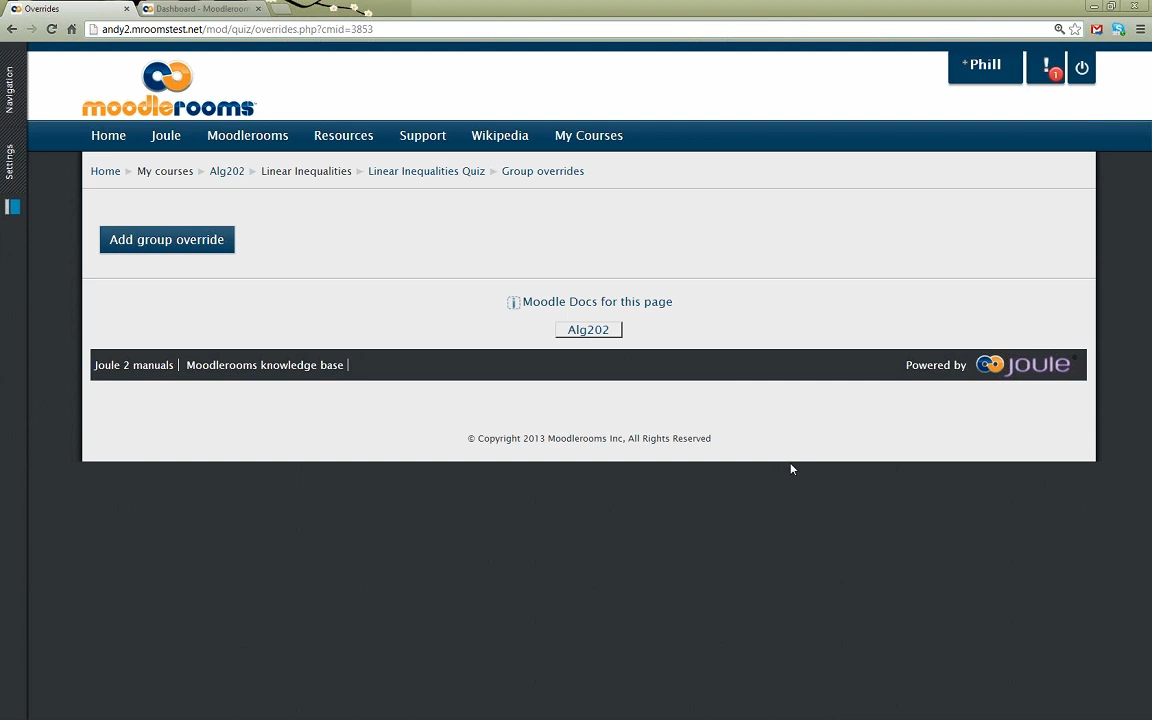 Overrides
Dashboard - Moodleroom
andy2.mroomstest.net/mod/quiz/overrides.php?cmid=3853
Navigation
Settings
moodlerooms
+Phill
! 1
Home Joule Moodlerooms Resources Support Wikipedia My Courses
Home ► My courses ► Alg202 ► Linear Inequalities ► Linear Inequalities Quiz ► Group overrides
Add group override
Moodle Docs for this page
Alg202
Joule 2 manuals | Moodlerooms knowledge base |
Powered by joule
© Copyright 2013 Moodlerooms Inc, All Rights Reserved